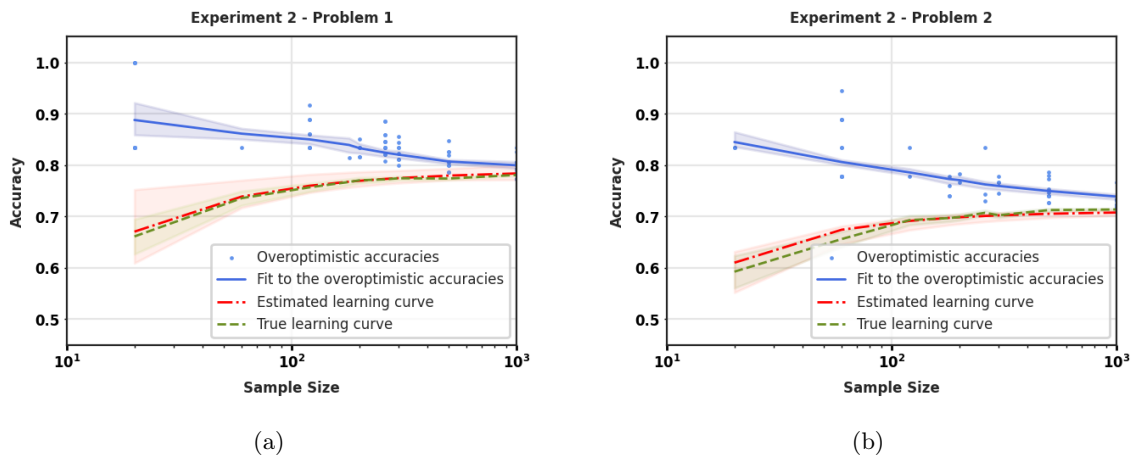 Experiment 2 - Problem 1
Accuracy
1.0
0.9
0.8
0.7
0.6
0.5
Overoptimistic accuracies
Fit to the overoptimistic accuracies
Estimated learning curve
True learning curve
10¹
10²
10³
Sample Size
(a)
Experiment 2 - Problem 2
Accuracy
1.0
0.9
0.8
0.7
0.6
0.5
Overoptimistic accuracies
Fit to the overoptimistic accuracies
Estimated learning curve
True learning curve
10¹
10²
10³
Sample Size
(b)